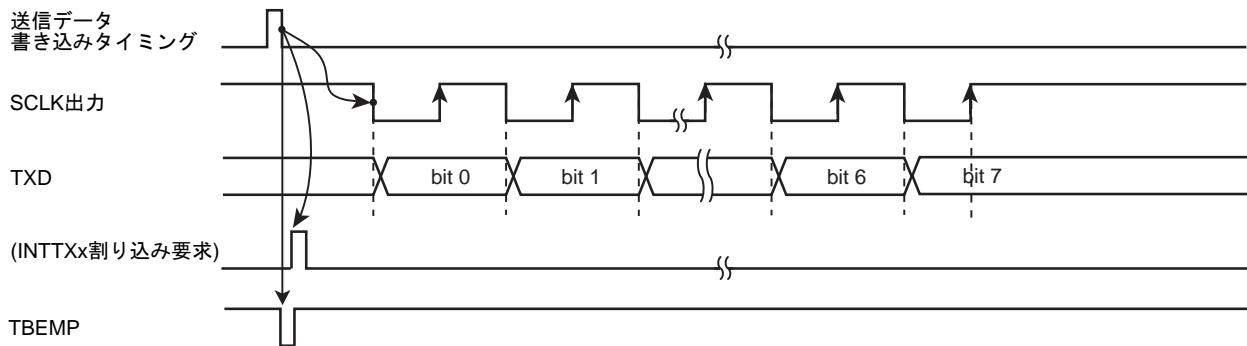 送信データ
書き込みタイミング
SCLK出力
TXD
bit 0 bit 1 bit 6 bit 7
(INTTXx割り込み要求)
TBEMP